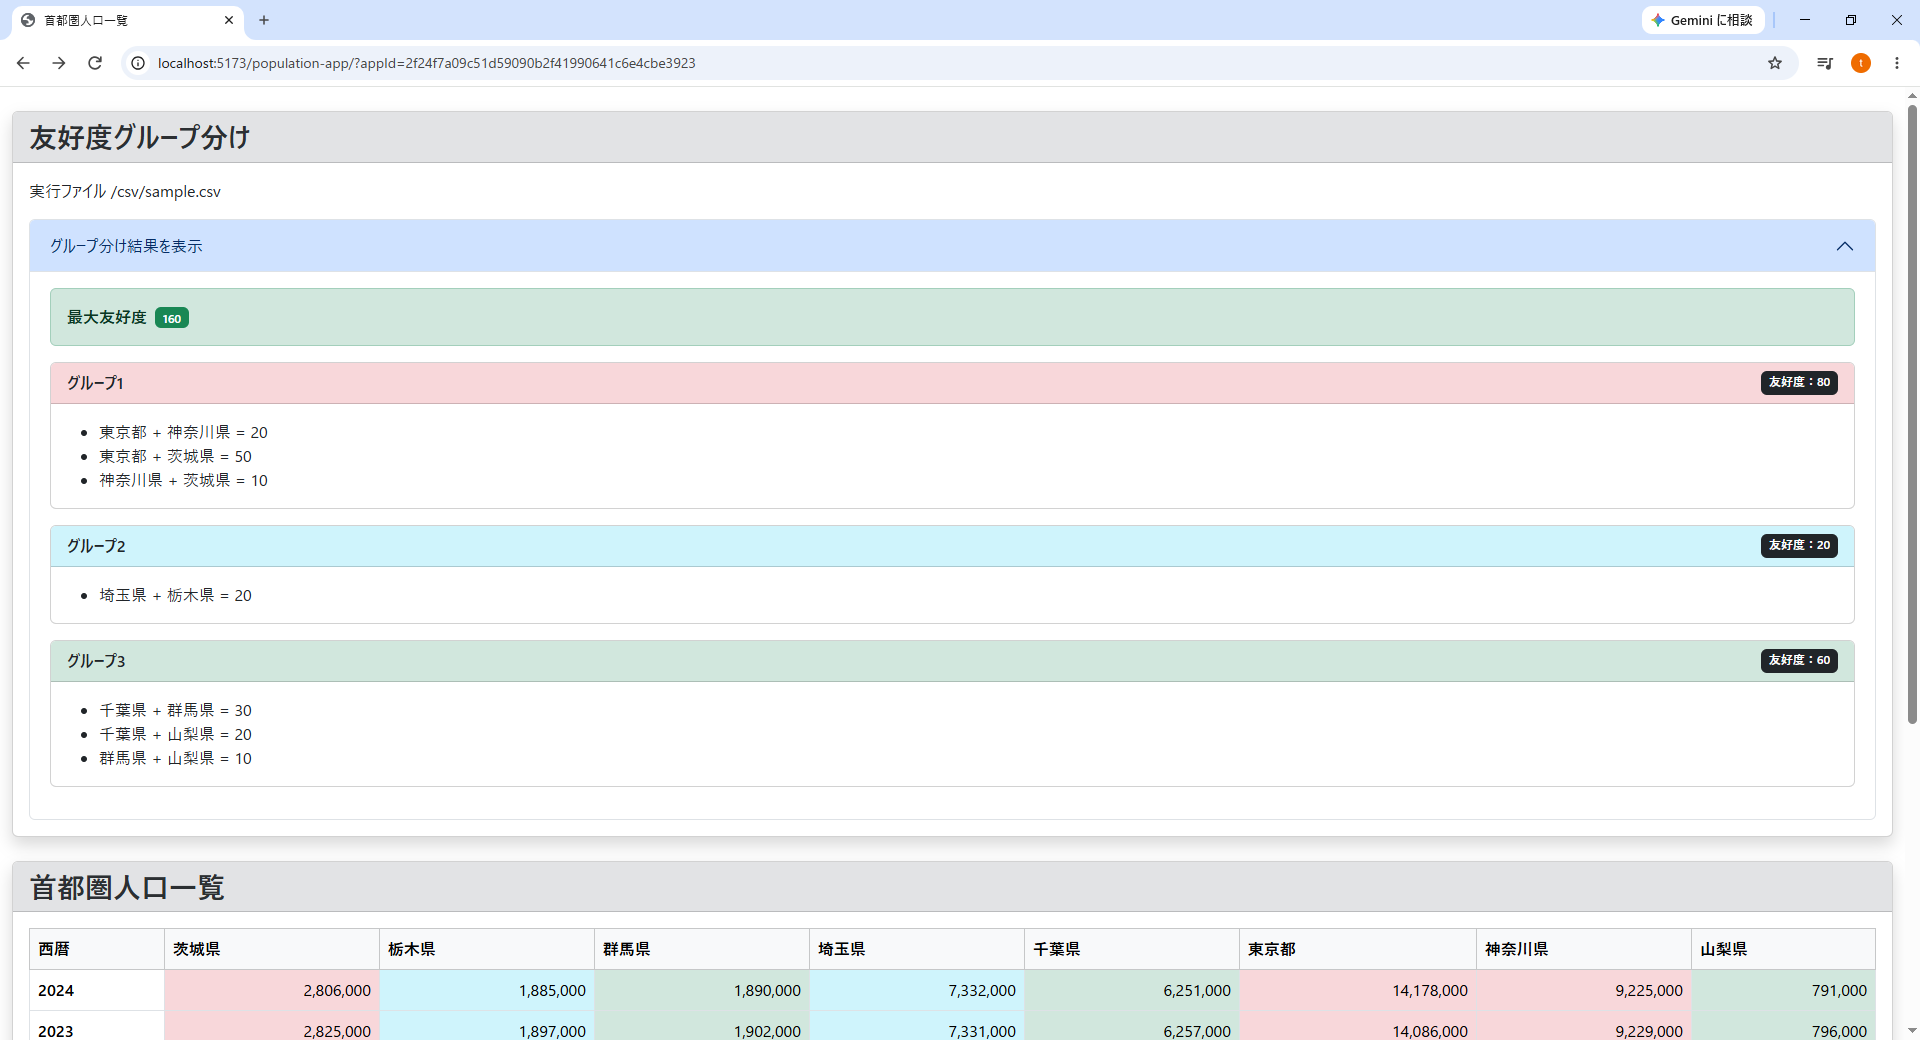 首都圏人口一覧
Gemini に相談
localhost:5173/population-app/?appId=2f24f7a09c51d59090b2f41990641c6e4cbe3923
t
友好度グループ分け
実行ファイル /csv/sample.csv
グループ分け結果を表示
最大友好度 160
グループ1 友好度：80
東京都 + 神奈川県 = 20
東京都 + 茨城県 = 50
神奈川県 + 茨城県 = 10
グループ2 友好度：20
埼玉県 + 栃木県 = 20
グループ3 友好度：60
千葉県 + 群馬県 = 30
千葉県 + 山梨県 = 20
群馬県 + 山梨県 = 10
首都圏人口一覧
西暦 茨城県 栃木県 群馬県 埼玉県 千葉県 東京都 神奈川県 山梨県
2024 2,806,000 1,885,000 1,890,000 7,332,000 6,251,000 14,178,000 9,225,000 791,000
2023 2,825,000 1,897,000 1,902,000 7,331,000 6,257,000 14,086,000 9,229,000 796,000